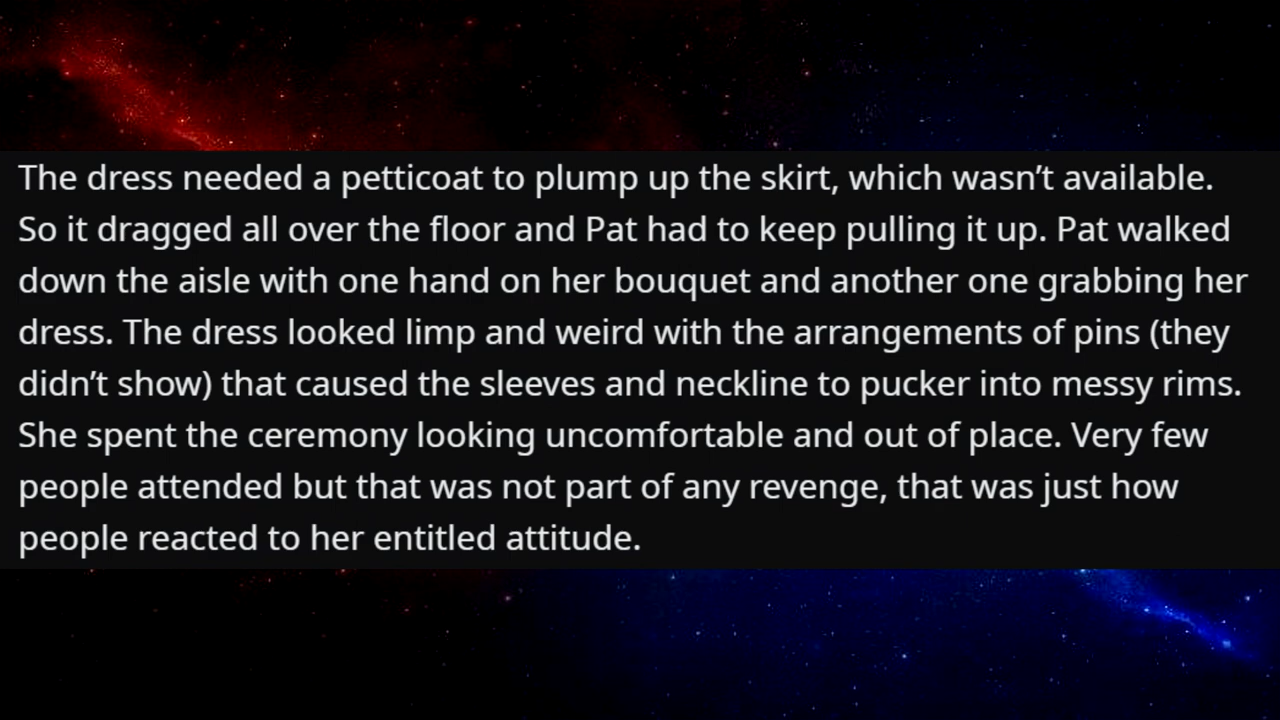 The dress needed a petticoat to plump up the skirt, which wasn’t available.
So it dragged all over the floor and Pat had to keep pulling it up. Pat walked
down the aisle with one hand on her bouquet and another one grabbing her
dress. The dress looked limp and weird with the arrangements of pins (they
didn’t show) that caused the sleeves and neckline to pucker into messy rims.
She spent the ceremony looking uncomfortable and out of place. Very few
people attended but that was not part of any revenge, that was just how
people reacted to her entitled attitude.